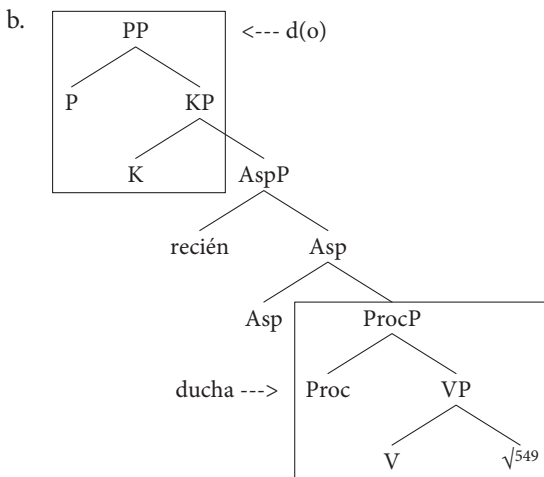 b.
PP <--- d(o)
P KP
K AspP
recién Asp
Asp ProcP
ducha ---> Proc VP
V √549